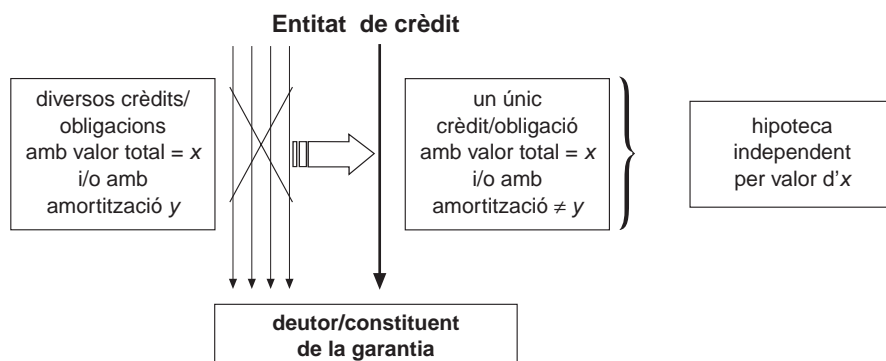 Entitat de crèdit
diversos crèdits/
obligacions
amb valor total = x
i/o amb
amortització y
un únic
crèdit/obligació
amb valor total = x
i/o amb
amortització ≠ y
hipoteca
independent
per valor d'x
deutor/constituent
de la garantia